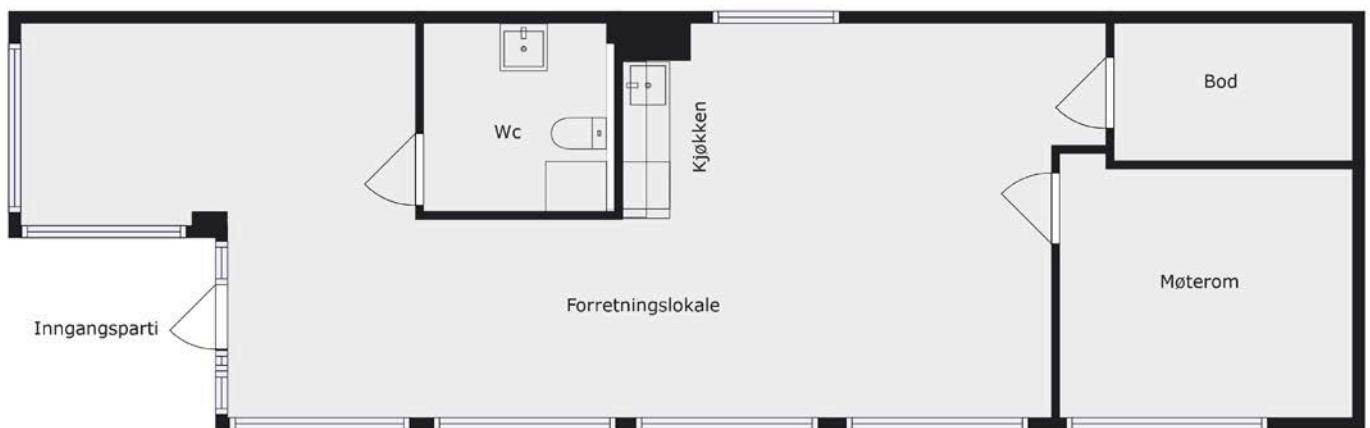 Bod
Wc
Kjøkken
Møterom
Forretningslokale
Inngangsparti